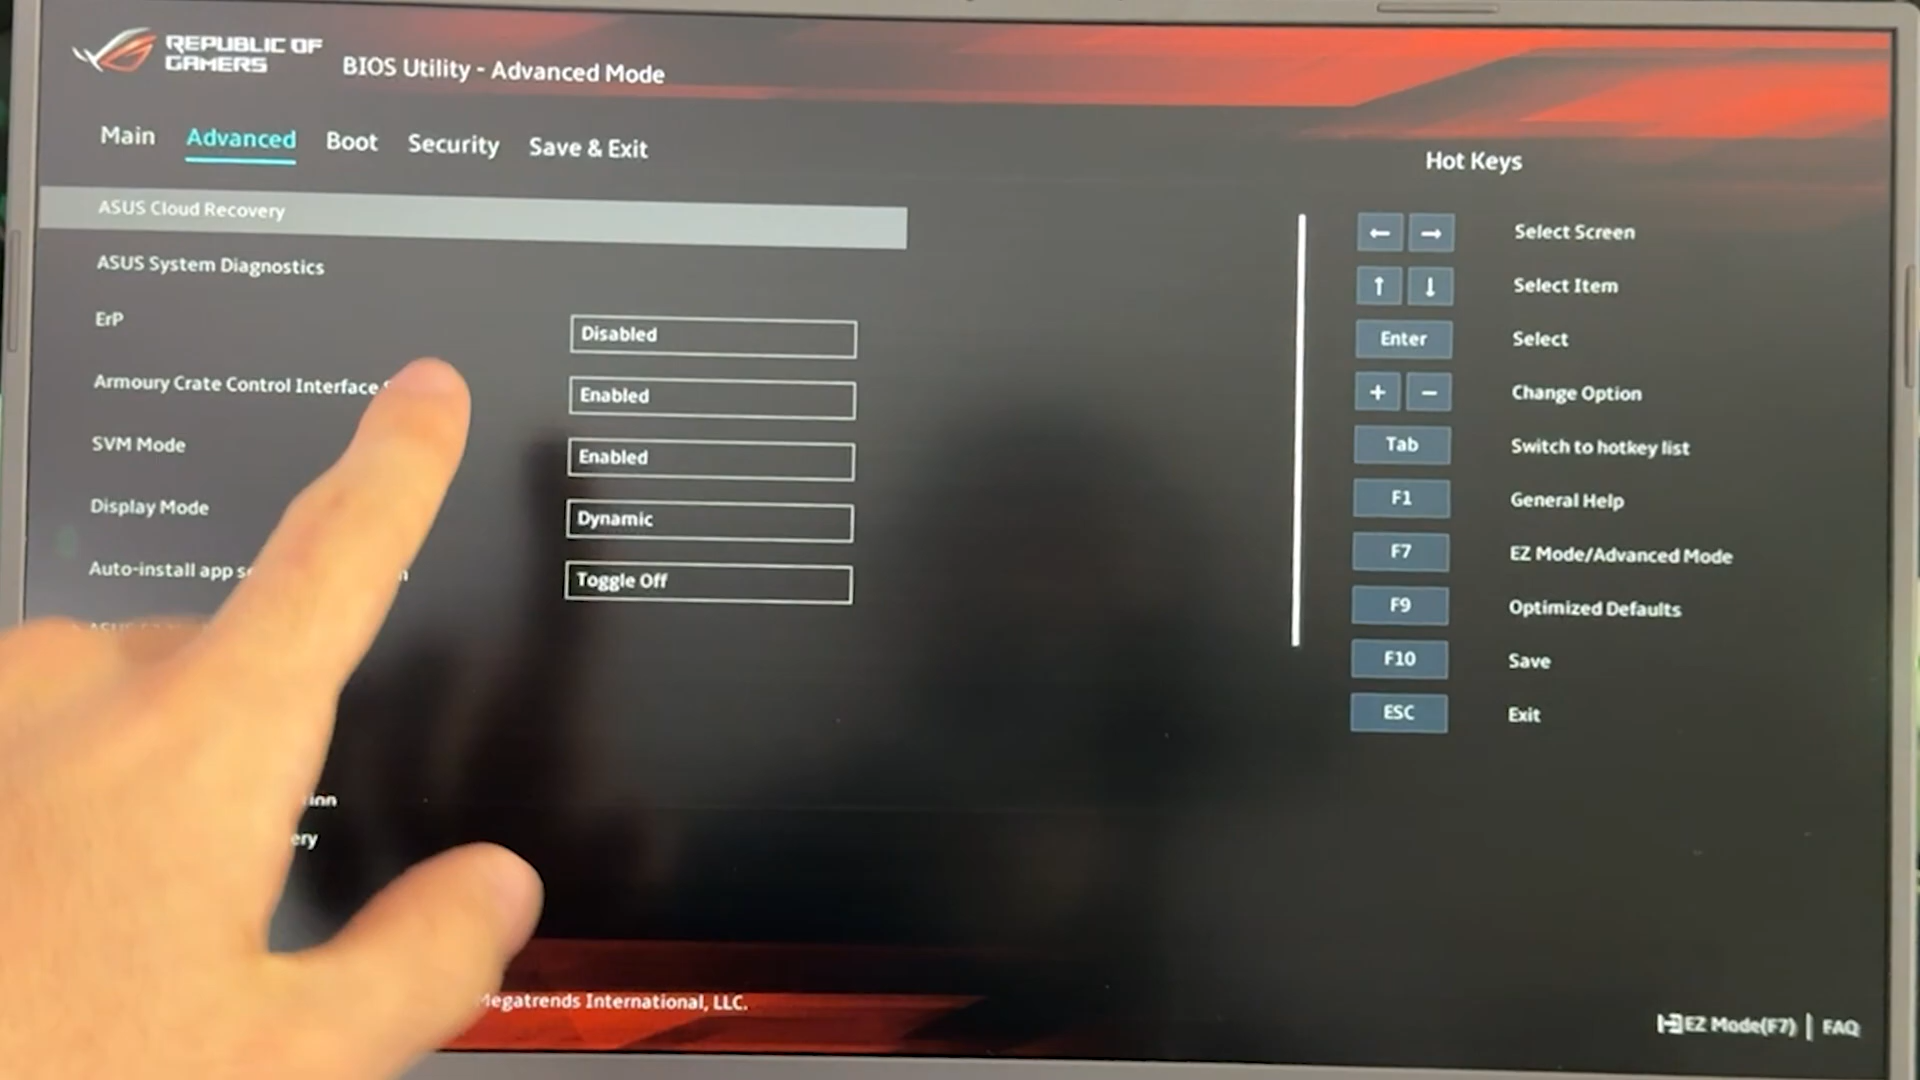 REPUBLIC OF
GAMERS
BIOS Utility - Advanced Mode
Main Advanced Boot Security Save & Exit
Hot Keys
ASUS Cloud Recovery
ASUS System Diagnostics
ErP Disabled
Armoury Crate Control Interface Enabled
SVM Mode Enabled
Display Mode Dynamic
Auto-install app Toggle Off
← → Select Screen
↑ ↓ Select Item
Enter Select
+ - Change Option
Tab Switch to hotkey list
F1 General Help
F7 EZ Mode/Advanced Mode
F9 Optimized Defaults
F10 Save
ESC Exit
Megatrends International, LLC.
EZ Mode(F7) | FAQ